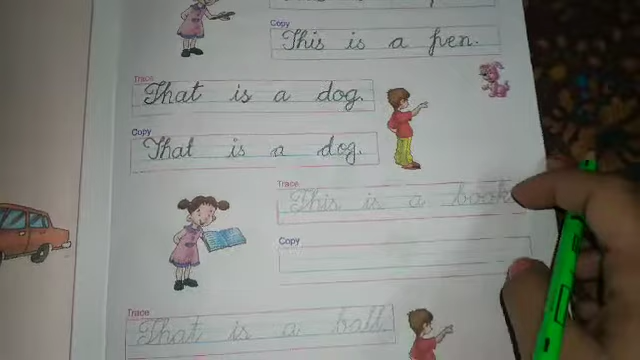 Copy
This is a pen.
Trace
That is a dog.
Copy
That is a dog.
Trace
This is a book
Copy
Trace
That is a ball.